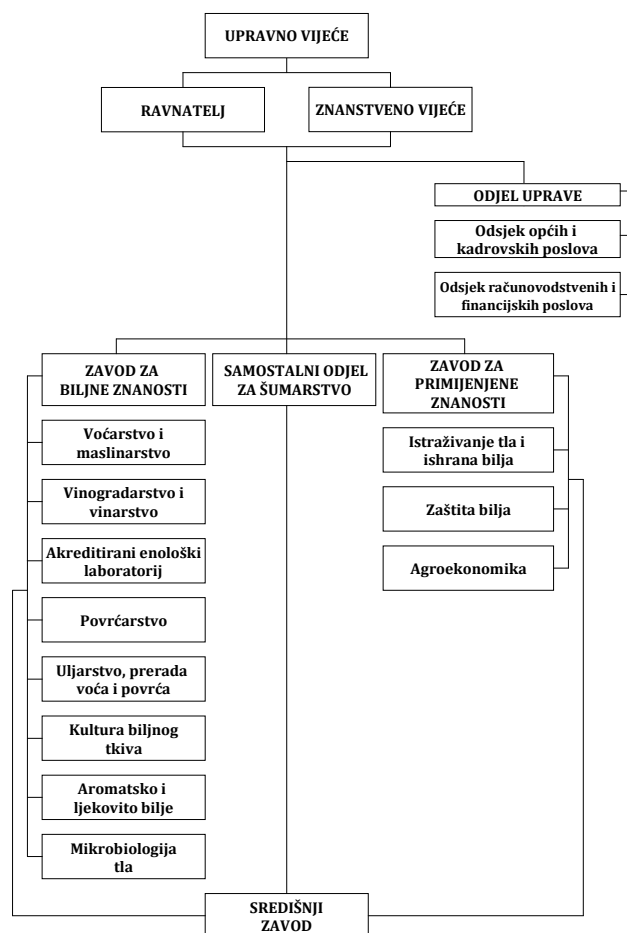 UPRAVNO VIJEĆE
RAVNATELJ
ZNANSTVENO VIJEĆE
ODJEL UPRAVE
Odsjek općih i
kadrovskih poslova
Odsjek računovodstvenih i
financijskih poslova
ZAVOD ZA
BILJNE ZNANOSTI
Voćarstvo i
maslinarstvo
Vinogradarstvo i
vinarstvo
Akreditirani enološki
laboratorij
Povrćarstvo
Uljarstvo, prerada
voća i povrća
Kultura biljnog
tkiva
Aromatsko i
ljekovito bilje
Mikrobiologija
tla
SAMOSTALNI ODJEL
ZA ŠUMARSTVO
ZAVOD ZA
PRIMIJENJENE
ZNANOSTI
Istraživanje tla i
ishrana bilja
Zaštita bilja
Agroekonomika
SREDIŠNJI
ZAVOD